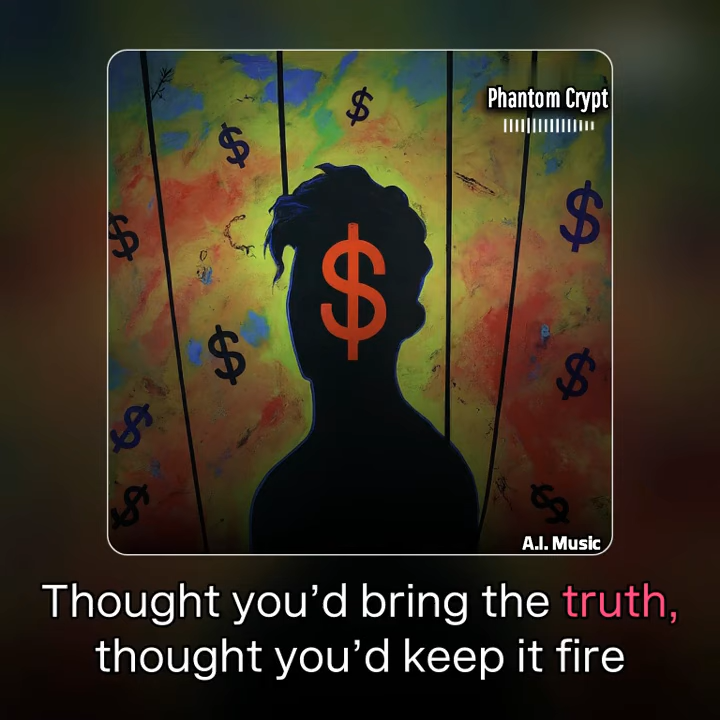 Phantom Crypt
$
$
$
$
$
$
$
$
$
$
A.I. Music
Thought you’d bring the truth,
thought you’d keep it fire